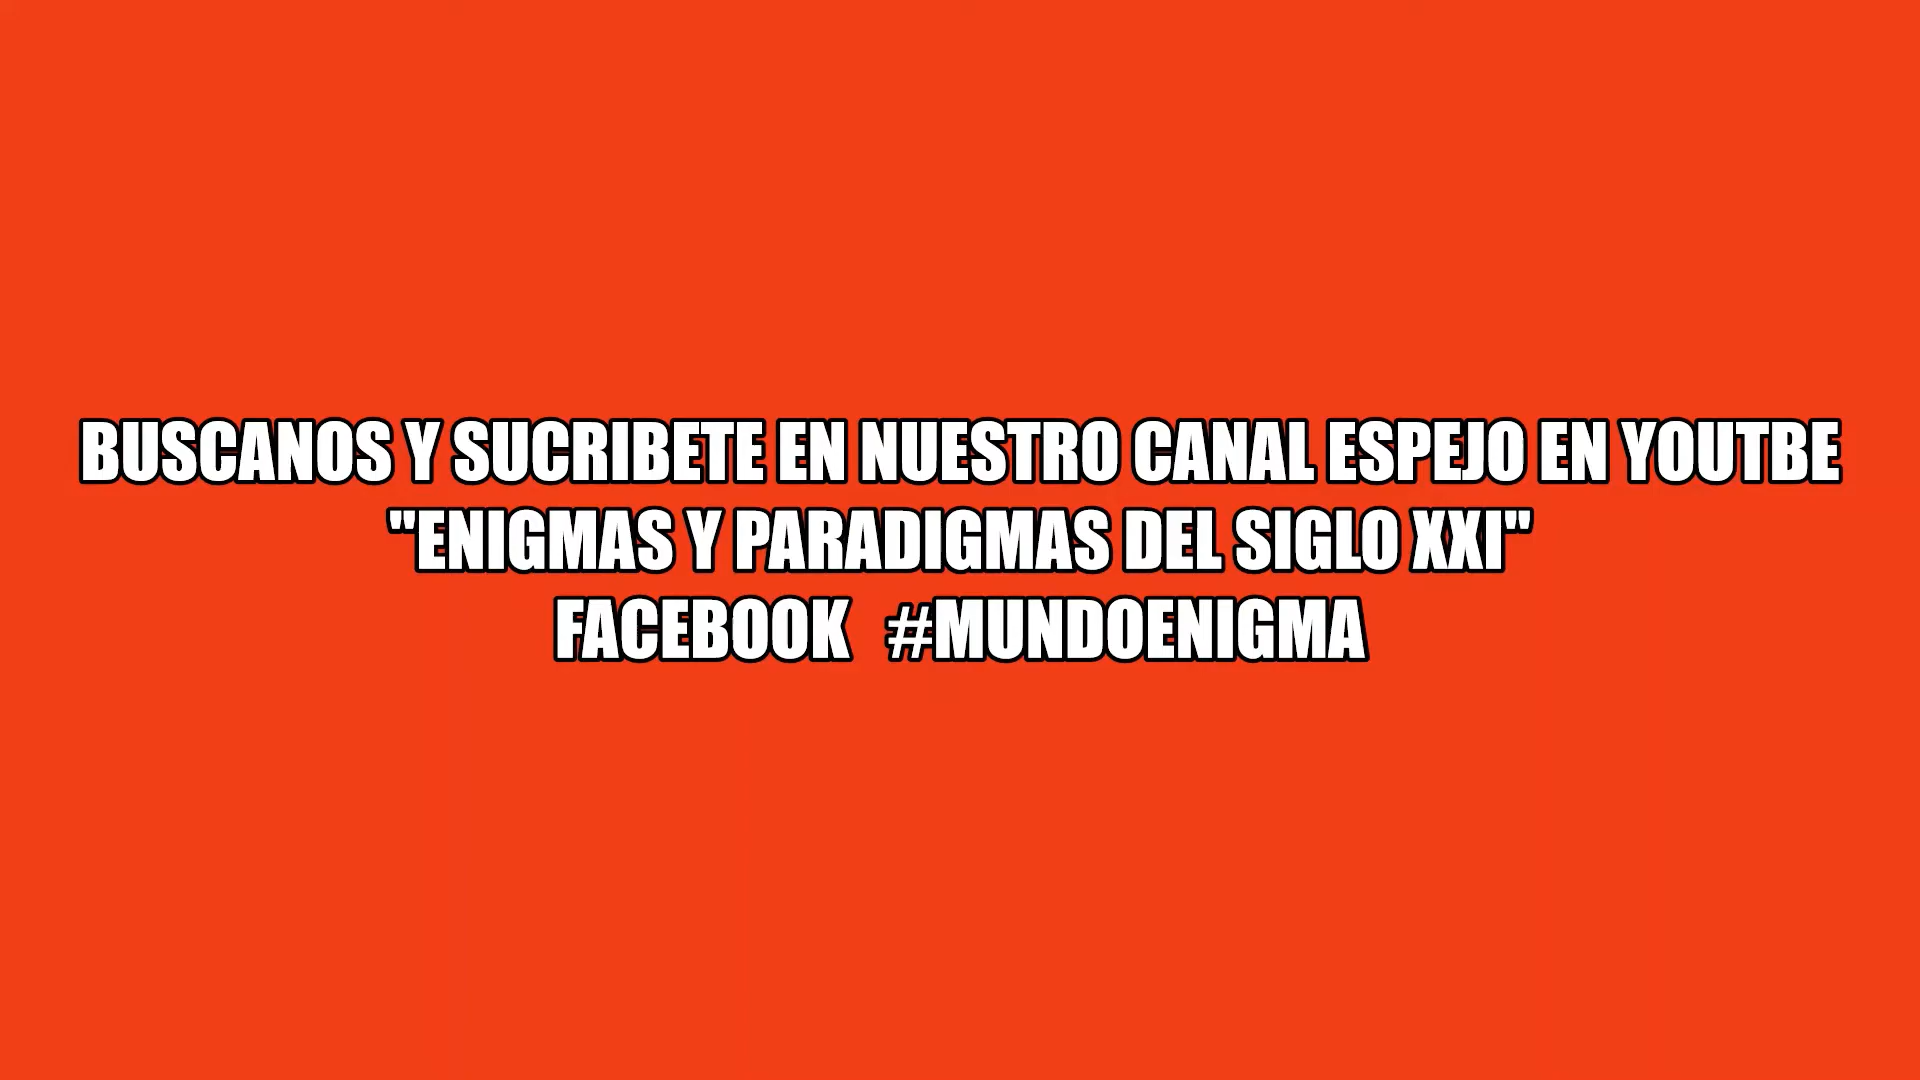 BUSCANOS Y SUCRIBETE EN NUESTRO CANAL ESPEJO EN YOUTBE
"ENIGMAS Y PARADIGMAS DEL SIGLO XXI"
FACEBOOK #MUNDOENIGMA